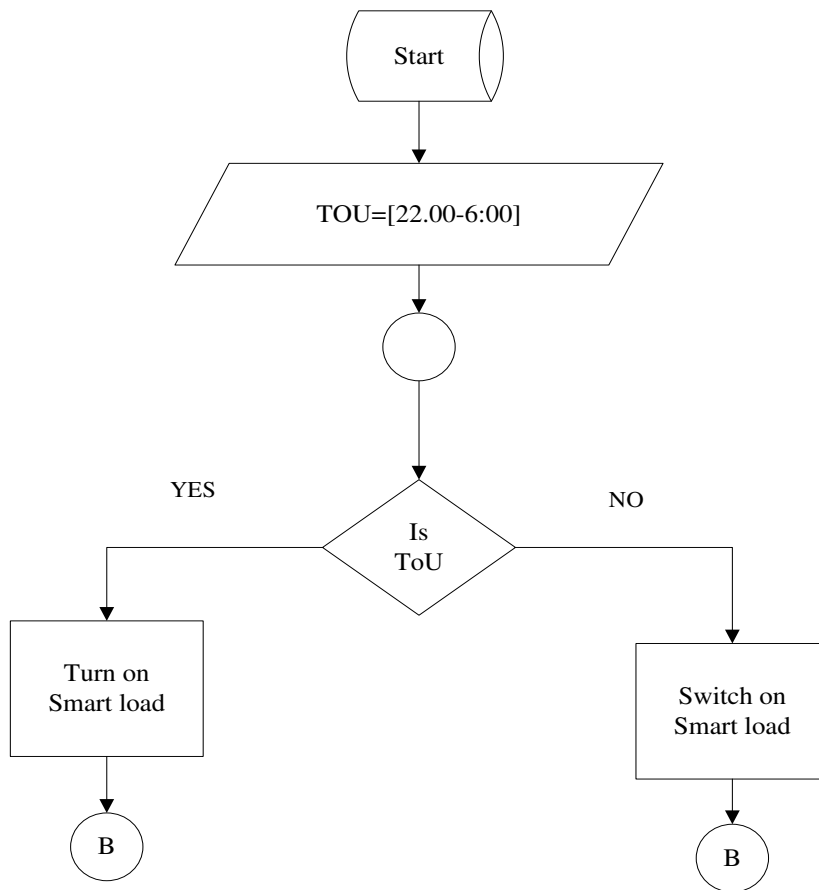 Start
TOU=[22.00-6:00]
YES
NO
Is
ToU
Turn on
Smart load
Switch on
Smart load
B
B